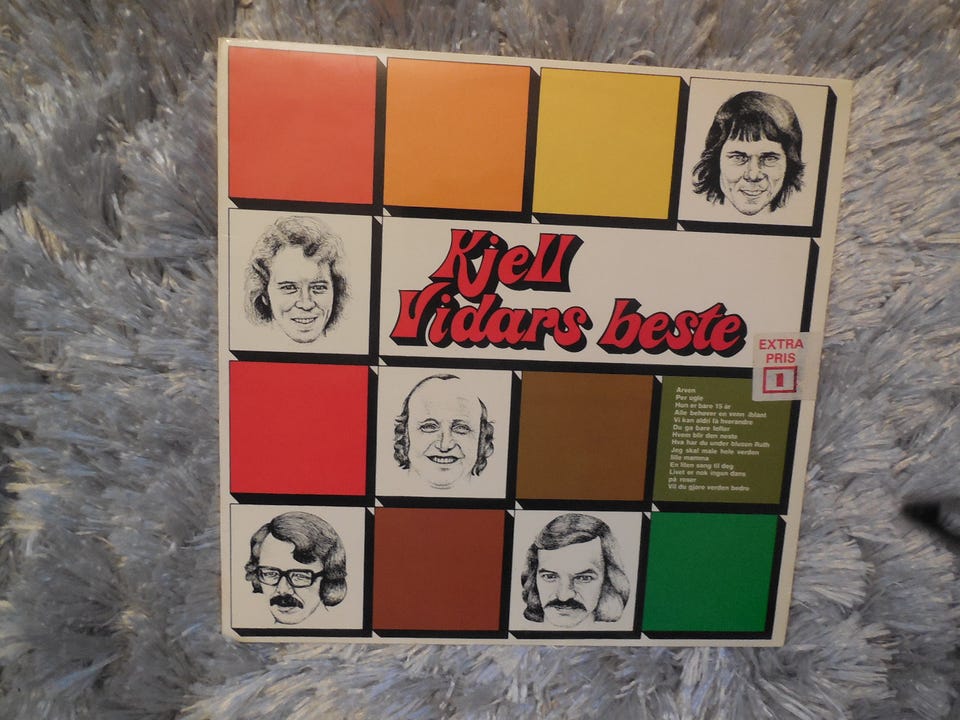 Kjell
Vidars beste
EXTRA
PRIS
1
Arven
Per ugle
Hun er bare 15 år
Alle behøver en venn iblant
Vi kan aldri få hverandre
Du ga bare løfter
Hvem blir den neste
Hva har du under blusen Ruth
Jeg skal male hele verden
lille mamma
En liten sang til deg
Livet er nok ingen dans
på roser
Vil du gjøre verden bedre